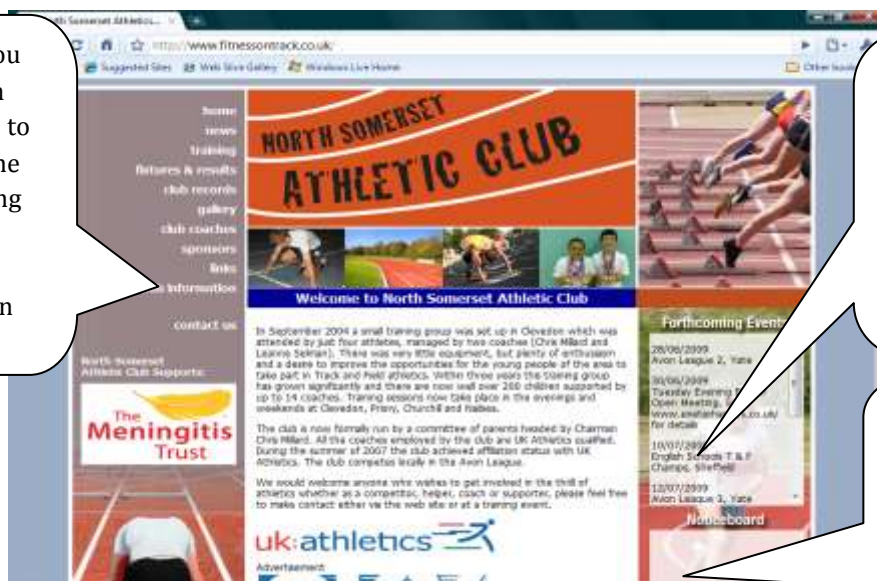 ou
n
to
he
ng
n
North Somerset Athletics...
http://www.fitnessontrack.co.uk/
Suggested Sites Web Slice Gallery Windows Live Home
Other
home
news
training
fixtures & results
club records
gallery
club coaches
sponsors
links
information
contact us
North Somerset
Athletic Club Supports:
The
Meningitis
Trust
NORTH SOMERSET
ATHLETIC CLUB
Welcome to North Somerset Athletic Club
In September 2004 a small training group was set up in Clevedon which was
attended by just four athletes, managed by two coaches (Chris Millard and
Leanne Selman). There was very little equipment, but plenty of enthusiasm
and a desire to improve the opportunities for the young people of the area to
take part in Track and Field athletics. Within three years the training group
has grown significantly and there are now well over 200 children supported by
up to 14 coaches. Training sessions now take place in the evenings and
weekends at Clevedon, Priory, Churchill and Nailsea.
The club is now formally run by a committee of parents headed by Chairman
Chris Millard. All the coaches employed by the club are UK Athletics qualified.
During the summer of 2007 the club achieved affiliation status with UK
Athletics. The club competes locally in the Avon League.
We would welcome anyone who wishes to get involved in the thrill of
athletics whether as a competitor, helper, coach or supporter, please feel free
to make contact either via the web site or at a training event.
uk:athletics
Advertisement
Forthcoming Event
28/06/2009
Avon League 2, Yate
30/06/2009
Tuesday Evening
Open Meeting,
for details
10/07/2009
English Schools T & F
Champs, Sheffield
12/07/2009
Avon League 3, Yate
Noticeboard